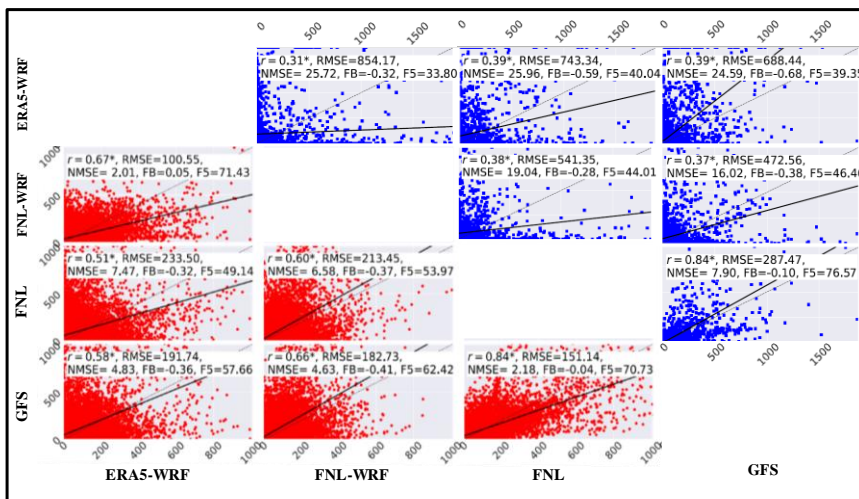 0 500 1000 1500 0 500 1000 1500 0 500 1000 1500
ERA5-WRF
r = 0.31*, RMSE=854.17,
NMSE = 25.72, FB=-0.32, F5=33.80
r = 0.39*, RMSE=743.34,
NMSE = 25.96, FB=-0.59, F5=40.04
r = 0.39*, RMSE=688.44,
NMSE = 24.59, FB=-0.68, F5=39.35
FNL-WRF
1000
500
0
r = 0.67*, RMSE=100.55,
NMSE = 2.01, FB=0.05, F5=71.43
r = 0.38*, RMSE=541.35,
NMSE = 19.04, FB=-0.28, F5=44.01
r = 0.37*, RMSE=472.56,
NMSE = 16.02, FB=-0.38, F5=46.46
FNL
1000
500
0
r = 0.51*, RMSE=233.50,
NMSE = 7.47, FB=-0.32, F5=49.14
r = 0.60*, RMSE=213.45,
NMSE = 6.58, FB=-0.37, F5=53.97
r = 0.84*, RMSE=287.47,
NMSE = 7.90, FB=-0.10, F5=76.57
0 500 1000 1500
GFS
1000
500
0
r = 0.58*, RMSE=191.74,
NMSE = 4.83, FB=-0.36, F5=57.66
r = 0.66*, RMSE=182.73,
NMSE = 4.63, FB=-0.41, F5=62.42
r = 0.84*, RMSE=151.14,
NMSE = 2.18, FB=-0.04, F5=70.73
0 200 400 600 800 1000 200 400 600 800 1000 200 400 600 800 1000
ERA5-WRF FNL-WRF FNL GFS